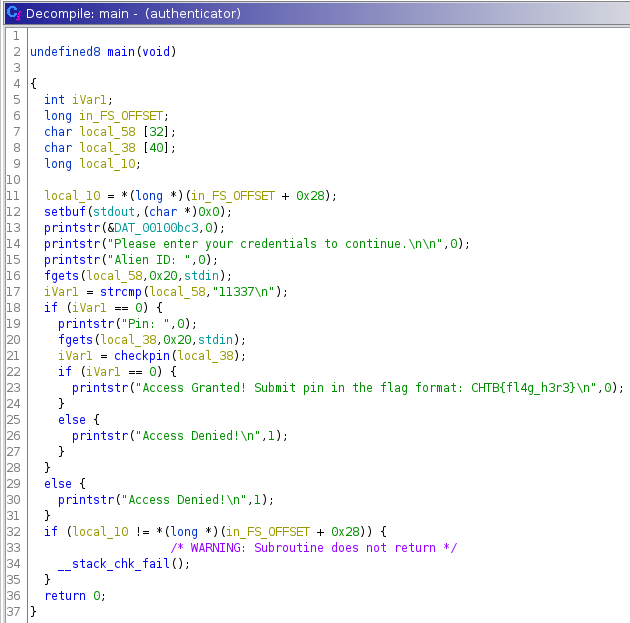 Decompile: main - (authenticator)
1
2 undefined8 main(void)
3
4 {
5 int iVar1;
6 long in_FS_OFFSET;
7 char local_58 [32];
8 char local_38 [40];
9 long local_10;
10
11 local_10 = *(long *)(in_FS_OFFSET + 0x28);
12 setbuf(stdout,(char *)0x0);
13 printstr(&DAT_00100bc3,0);
14 printstr("Please enter your credentials to continue.\n\n",0);
15 printstr("Alien ID: ",0);
16 fgets(local_58,0x20,stdin);
17 iVar1 = strcmp(local_58,"11337\n");
18 if (iVar1 == 0) {
19 printstr("Pin: ",0);
20 fgets(local_38,0x20,stdin);
21 iVar1 = checkpin(local_38);
22 if (iVar1 == 0) {
23 printstr("Access Granted! Submit pin in the flag format: CHTB{fl4g_h3r3}\n",0);
24 }
25 else {
26 printstr("Access Denied!\n",1);
27 }
28 }
29 else {
30 printstr("Access Denied!\n",1);
31 }
32 if (local_10 != *(long *)(in_FS_OFFSET + 0x28)) {
33 /* WARNING: Subroutine does not return */
34 __stack_chk_fail();
35 }
36 return 0;
37 }